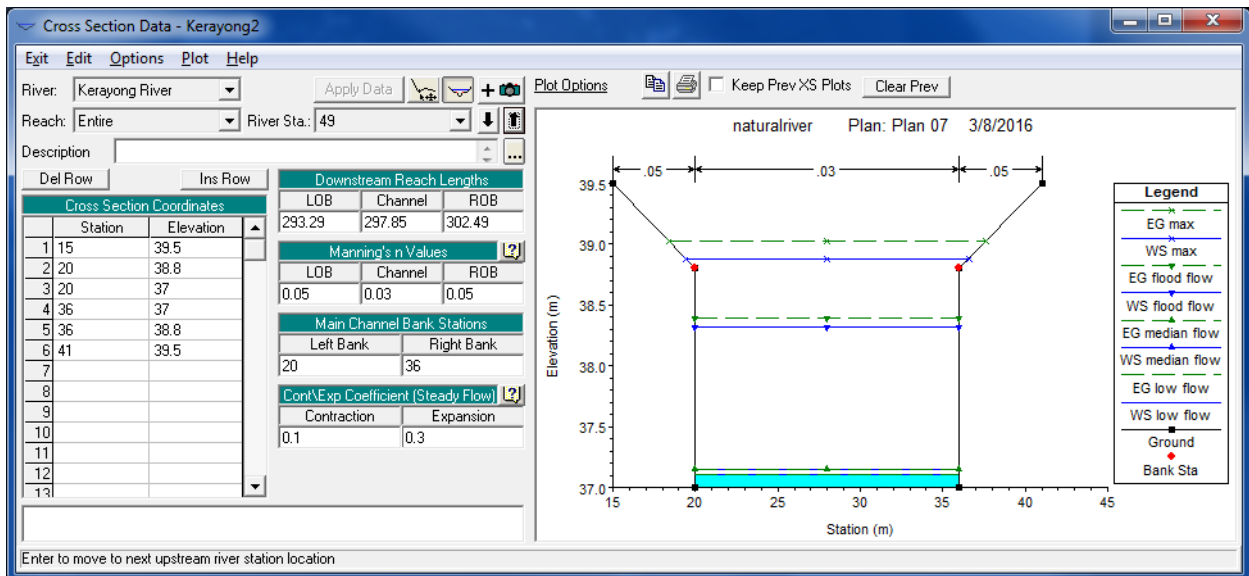 Cross Section Data - Kerayong2
Exit Edit Options Plot Help
River: Kerayong River
Apply Data
Plot Options
Keep Prev XS Plots
Clear Prev
Reach: Entire
River Sta.: 49
Description
...
Del Row
Ins Row
Cross Section Coordinates
Station Elevation
1 15 39.5
2 20 38.8
3 20 37
4 36 37
5 36 38.8
6 41 39.5
7
8
9
10
11
12
13
Downstream Reach Lengths
LOB Channel ROB
293.29 297.85 302.49
Manning's n Values
LOB Channel ROB
0.05 0.03 0.05
Main Channel Bank Stations
Left Bank Right Bank
20 36
Cont\Exp Coefficient (Steady Flow)
Contraction Expansion
0.1 0.3
naturalriver Plan: Plan 07 3/8/2016
.05 .03 .05
39.5
39.0
38.5
38.0
37.5
37.0
Elevation (m)
15 20 25 30 35 40 45
Station (m)
Legend
EG max
WS max
EG flood flow
WS flood flow
EG median flow
WS median flow
EG low flow
WS low flow
Ground
Bank Sta
Enter to move to next upstream river station location